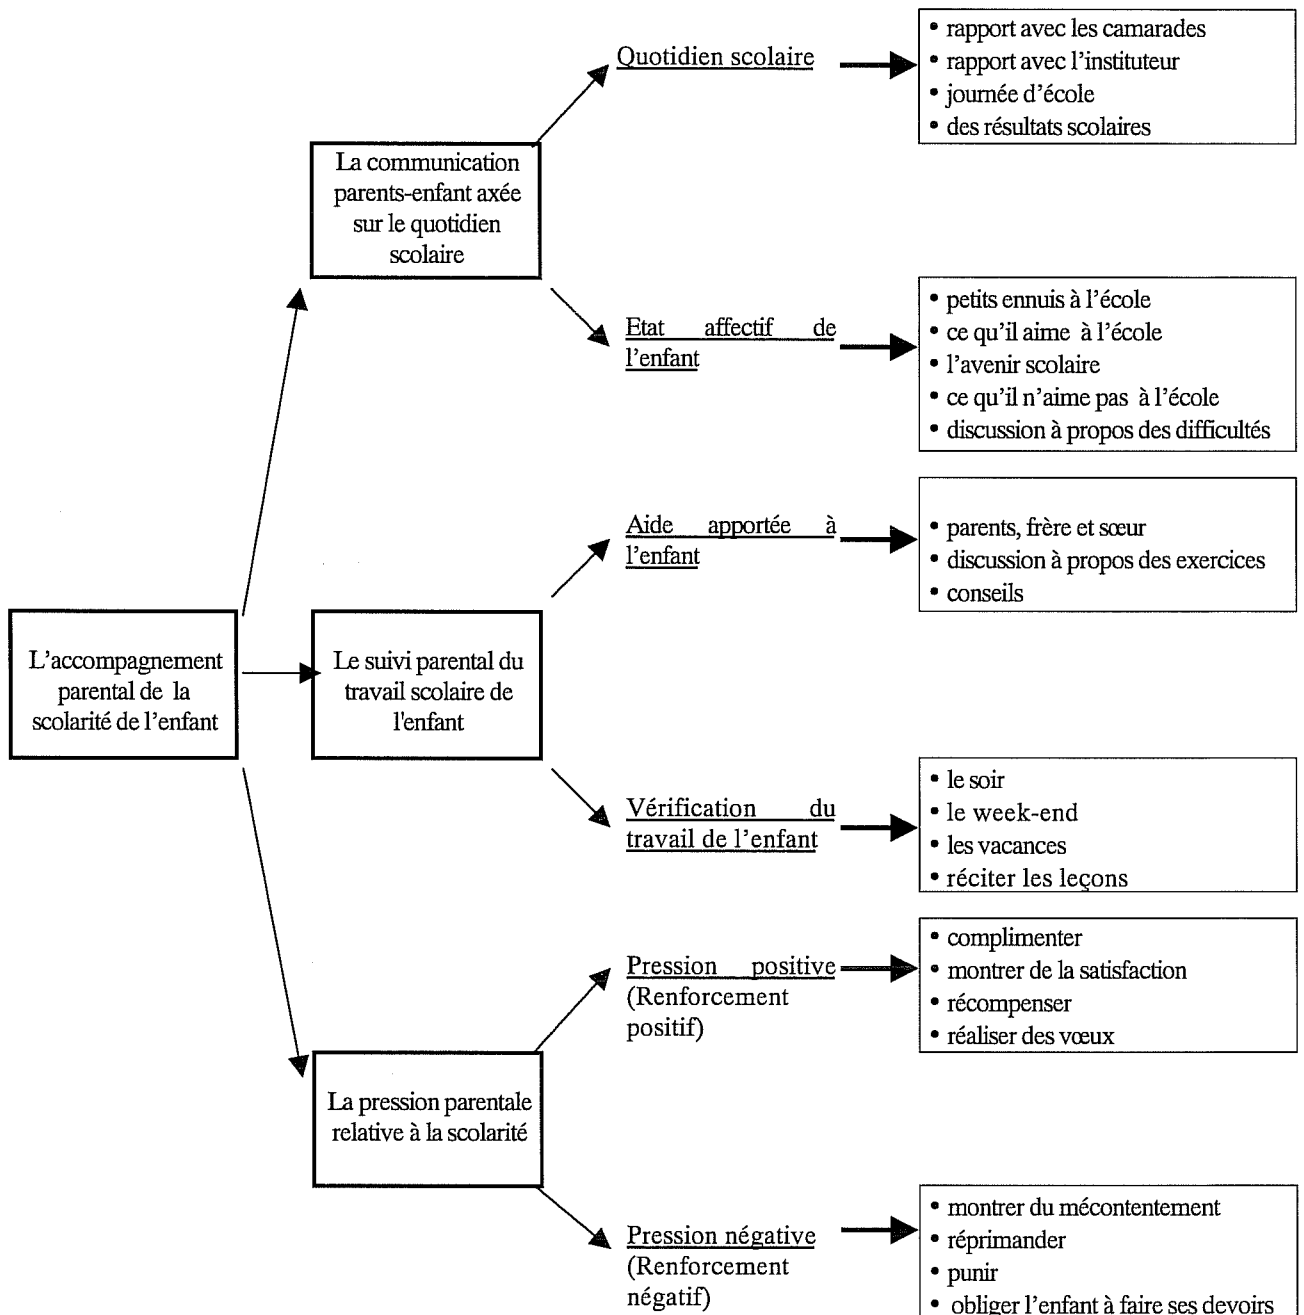 Quotidien scolaire
• rapport avec les camarades
• rapport avec l'instituteur
• journée d'école
• des résultats scolaires
La communication
parents-enfant axée
sur le quotidien
scolaire
Etat affectif de
l'enfant
• petits ennuis à l'école
• ce qu'il aime à l'école
• l'avenir scolaire
• ce qu'il n'aime pas à l'école
• discussion à propos des difficultés
Aide apportée à
l'enfant
• parents, frère et sœur
• discussion à propos des exercices
• conseils
L'accompagnement
parental de la
scolarité de l'enfant
Le suivi parental du
travail scolaire de
l'enfant
Vérification du
travail de l'enfant
• le soir
• le week-end
• les vacances
• réciter les leçons
Pression positive
(Renforcement
positif)
• complimenter
• montrer de la satisfaction
• récompenser
• réaliser des vœux
La pression parentale
relative à la scolarité
Pression négative
(Renforcement
négatif)
• montrer du mécontentement
• réprimander
• punir
• obliger l'enfant à faire ses devoirs